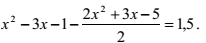 x² − 3x − 1 − (2x² + 3x − 5)/2 = 1,5.